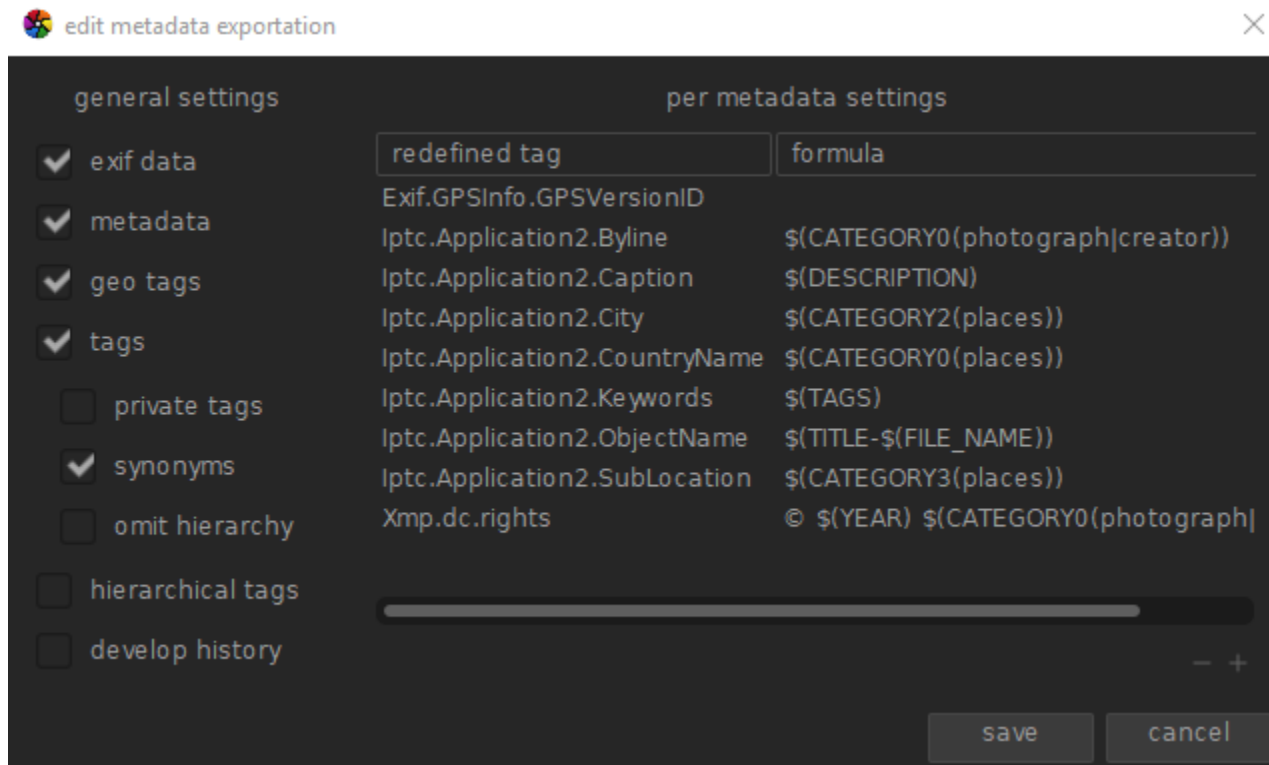 edit metadata exportation
general settings
exif data
metadata
geo tags
tags
private tags
synonyms
omit hierarchy
hierarchical tags
develop history
per metadata settings
redefined tag formula
Exif.GPSInfo.GPSVersionID
Iptc.Application2.Byline $(CATEGORY0(photograph|creator))
Iptc.Application2.Caption $(DESCRIPTION)
Iptc.Application2.City $(CATEGORY2(places))
Iptc.Application2.CountryName $(CATEGORY0(places))
Iptc.Application2.Keywords $(TAGS)
Iptc.Application2.ObjectName $(TITLE-$(FILE_NAME))
Iptc.Application2.SubLocation $(CATEGORY3(places))
Xmp.dc.rights © $(YEAR) $(CATEGORY0(photograph|
save cancel